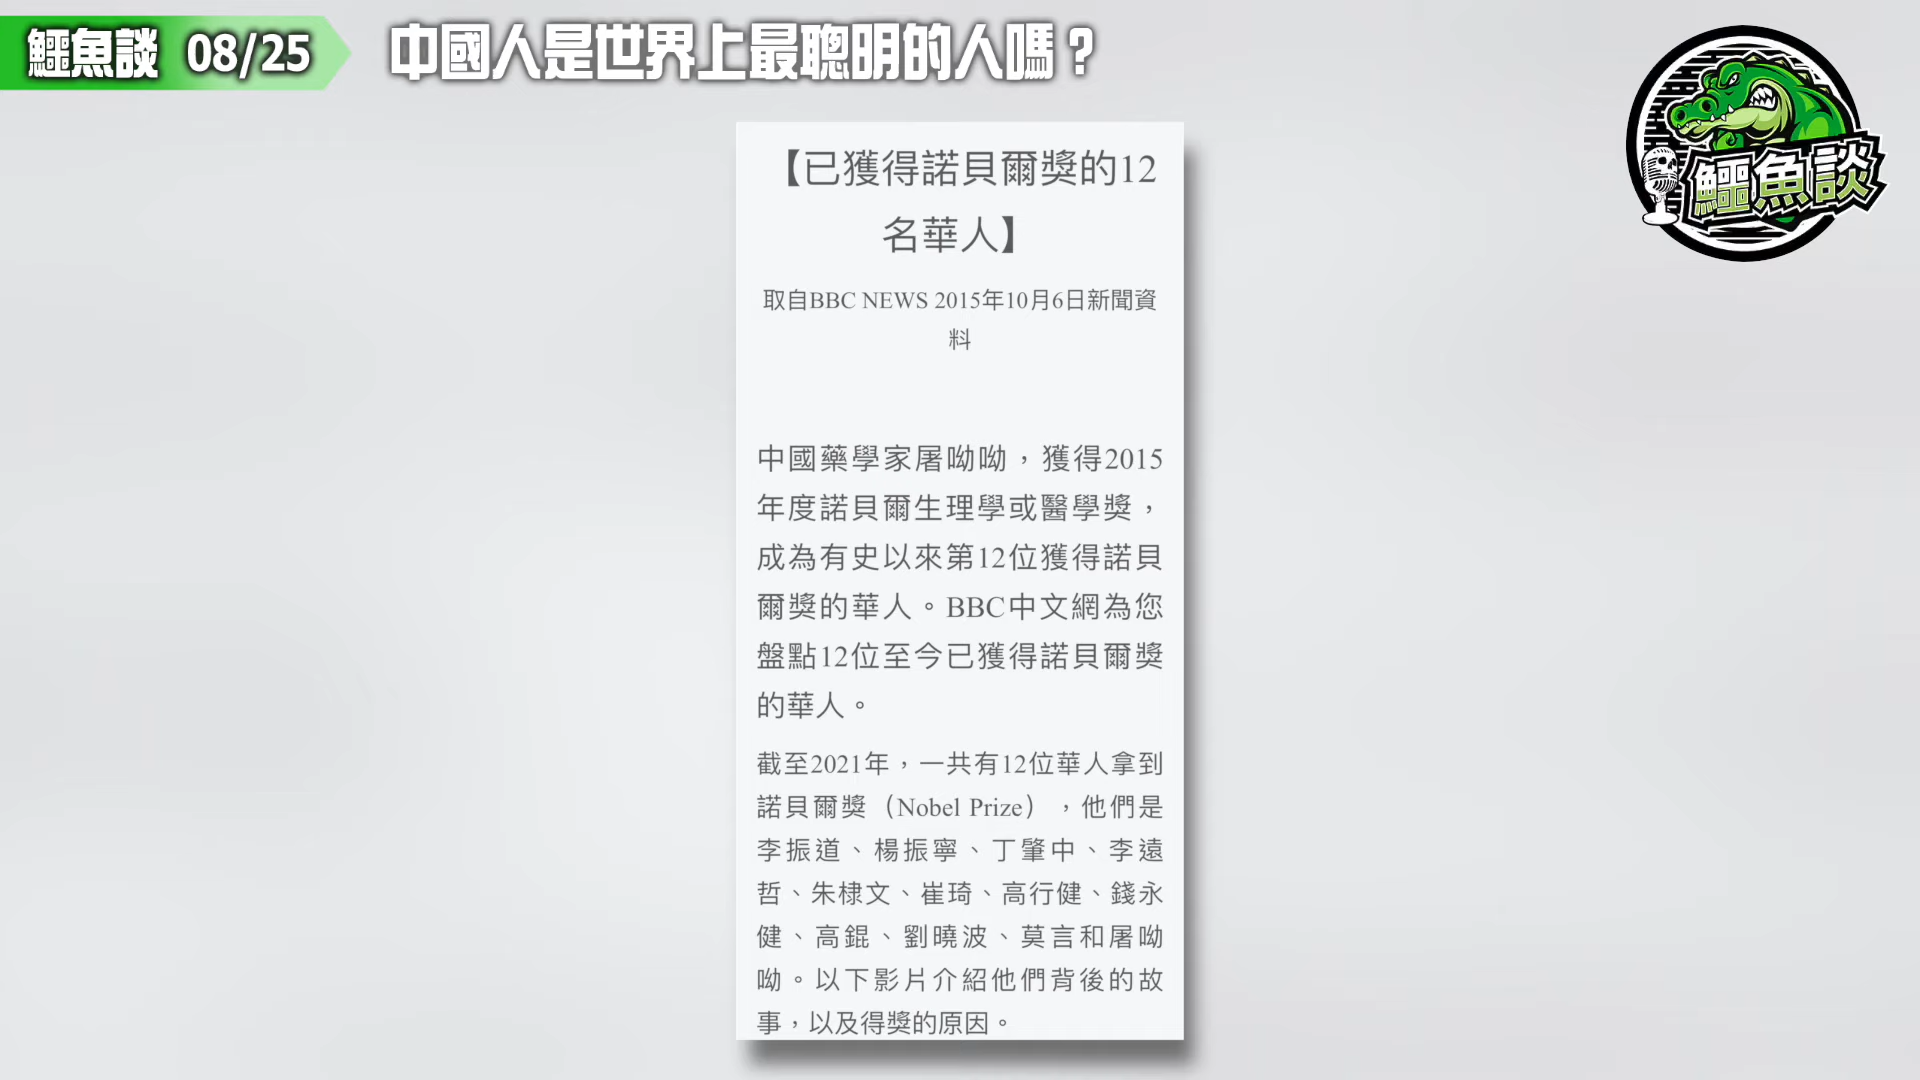 鱷魚談 08/25 中國人是世界上最聰明的人嗎？
鱷魚談
【已獲得諾貝爾獎的12
名華人】
取自BBC NEWS 2015年10月6日新聞資
料
中國藥學家屠呦呦，獲得2015
年度諾貝爾生理學或醫學獎，
成為有史以來第12位獲得諾貝
爾獎的華人。BBC中文網為您
盤點12位至今已獲得諾貝爾獎
的華人。
截至2021年，一共有12位華人拿到
諾貝爾獎（Nobel Prize），他們是
李振道、楊振寧、丁肇中、李遠
哲、朱棣文、崔琦、高行健、錢永
健、高錕、劉曉波、莫言和屠呦
呦。以下影片介紹他們背後的故
事，以及得獎的原因。